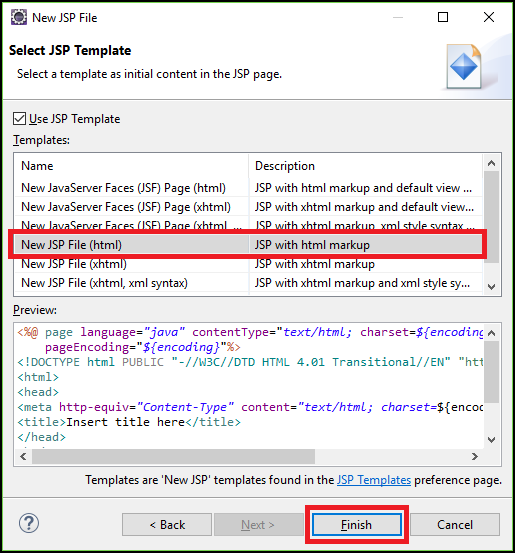 New JSP File
Select JSP Template
Select a template as initial content in the JSP page.
Use JSP Template
Templates:
Name Description
New JavaServer Faces (JSF) Page (html) JSP with html markup and default view ...
New JavaServer Faces (JSF) Page (xhtml) JSP with xhtml markup and default view...
New JavaServer Faces (JSF) Page (xhtml, ... JSP with xhtml markup, xml style syntax ...
New JSP File (html) JSP with html markup
New JSP File (xhtml) JSP with xhtml markup
New JSP File (xhtml, xml syntax) JSP with xhtml markup and xml style sy...
Preview:
<%@ page language="java" contentType="text/html; charset=${encoding
pageEncoding="${encoding}"%>
<!DOCTYPE html PUBLIC "-//W3C//DTD HTML 4.01 Transitional//EN" "htt
<html>
<head>
<meta http-equiv="Content-Type" content="text/html; charset=${encod
<title>Insert title here</title>
</head>
Templates are 'New JSP' templates found in the JSP Templates preference page.
? < Back Next > Finish Cancel